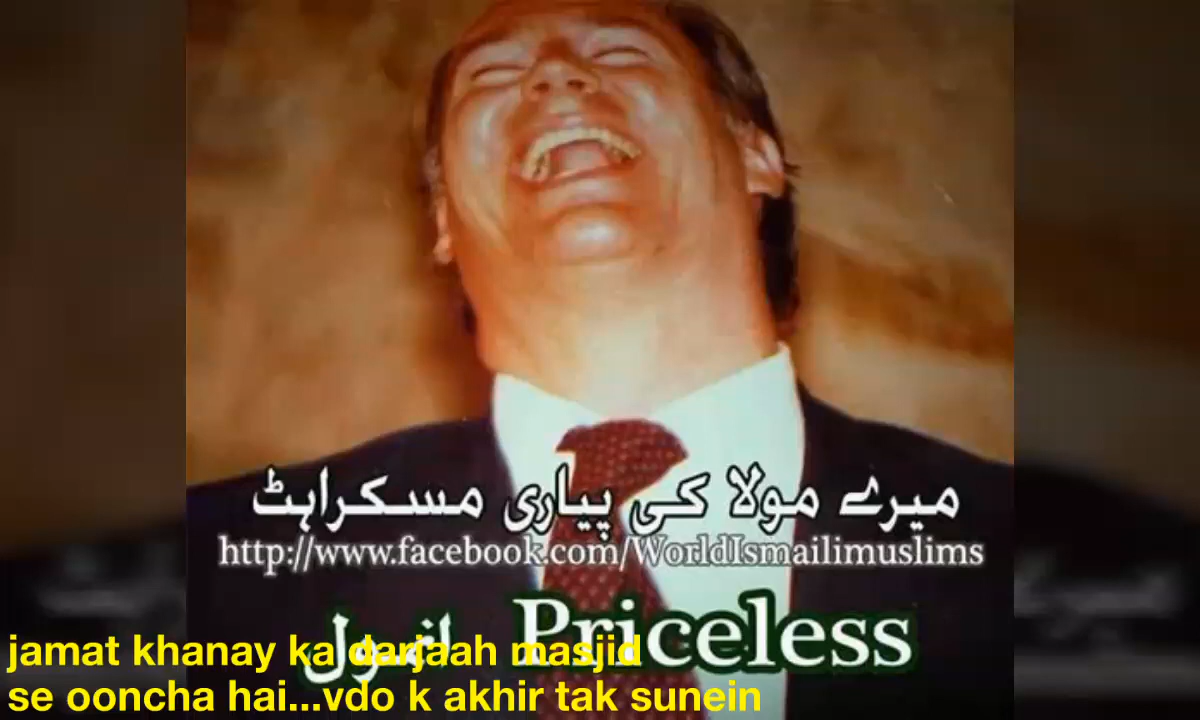 میرے مولا کی پیاری مسکراہٹ
http://www.facebook.com/WorldIsmailimuslims
انمول Priceless
jamat khanay ka darjaah masjid
se ooncha hai...vdo k akhir tak sunein